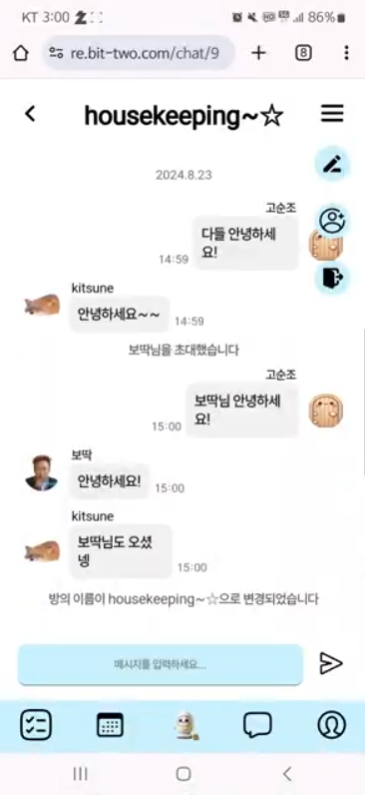 KT 3:00
86%
re.bit-two.com/chat/9
8
housekeeping~☆
2024.8.23
고순조
다들 안녕하세
요!
14:59
kitsune
안녕하세요~~
14:59
보딱님을 초대했습니다
고순조
보딱님 안녕하세
요!
15:00
보딱
안녕하세요!
15:00
kitsune
보딱님도 오셨
넹
15:00
방의 이름이 housekeeping~☆으로 변경되었습니다
메시지를 입력하세요...